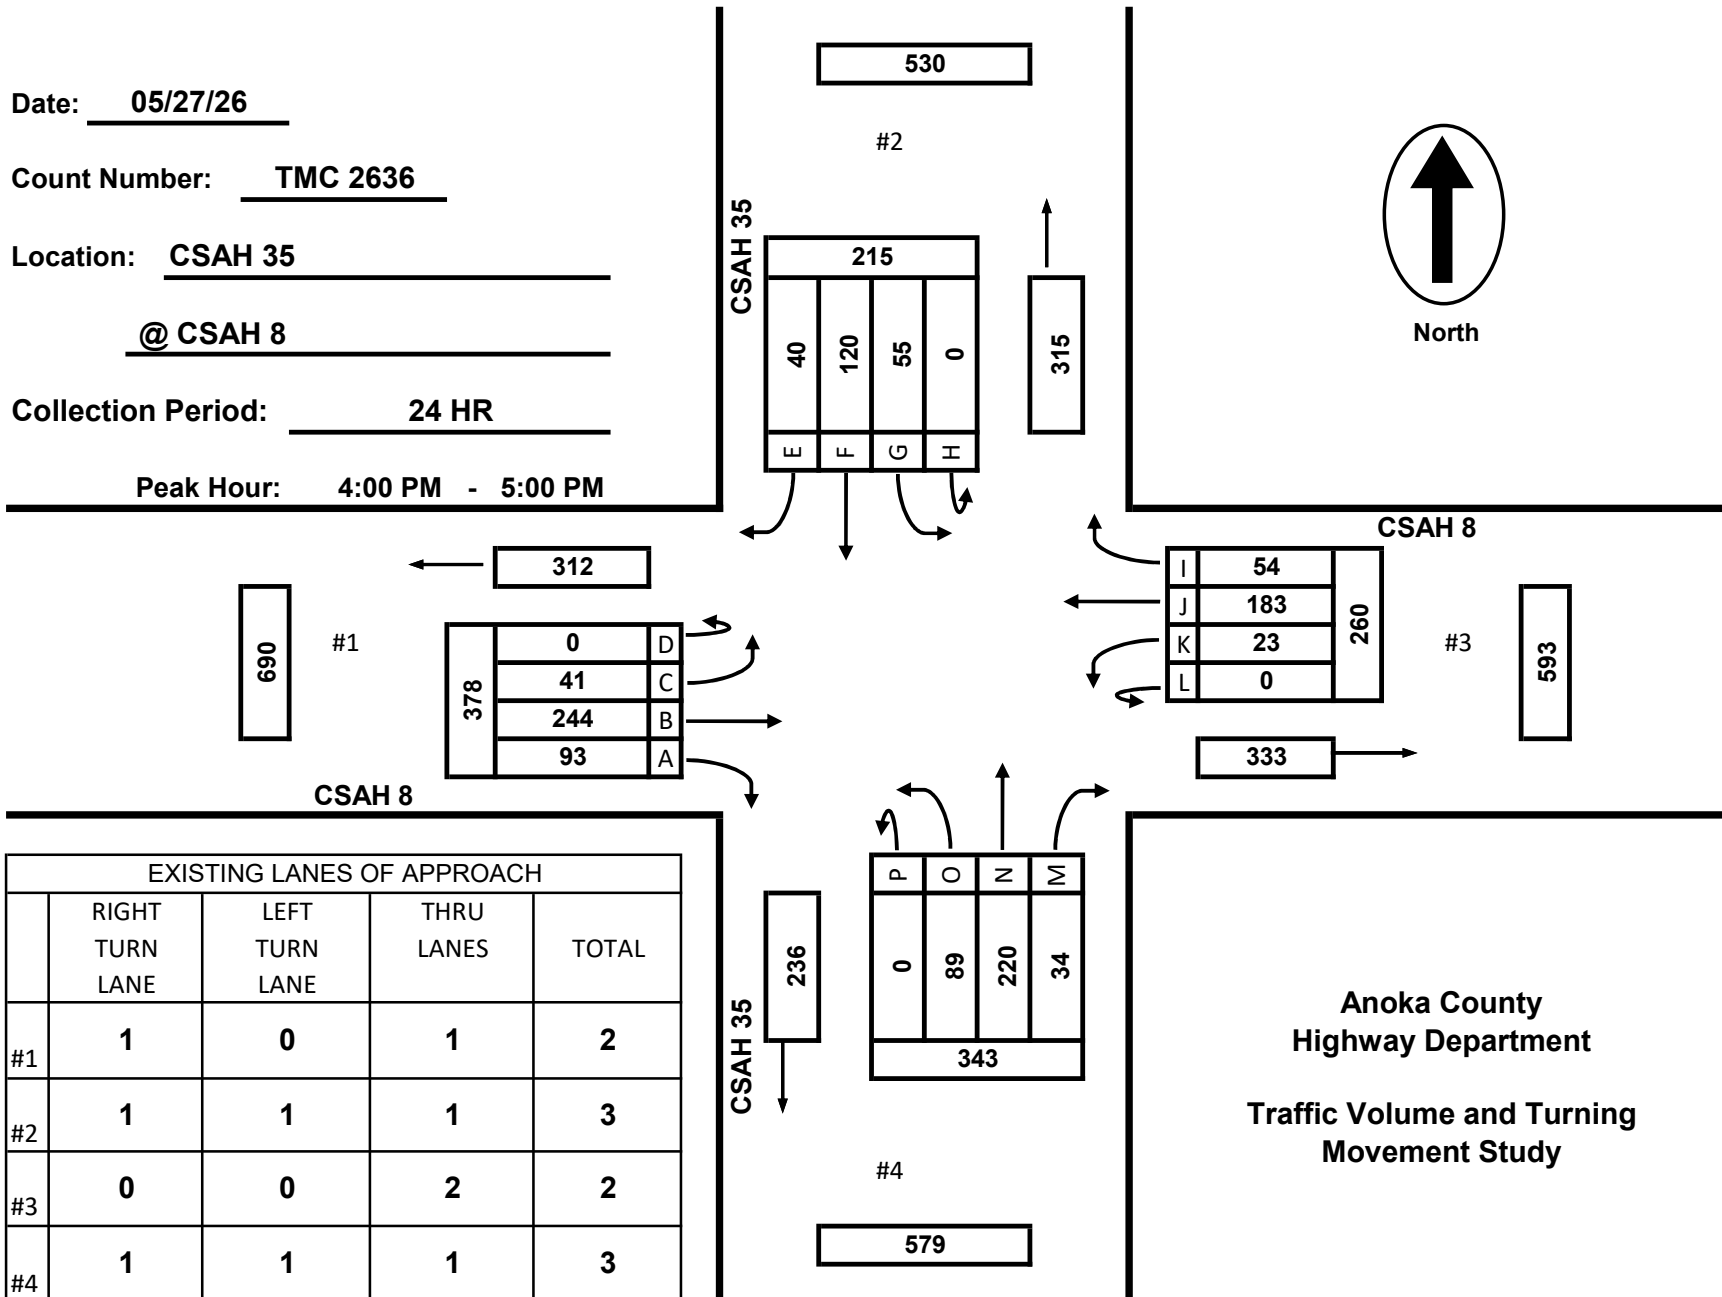 Date: 05/27/26
Count Number: TMC 2636
Location: CSAH 35
@ CSAH 8
Collection Period: 24 HR
Peak Hour: 4:00 PM - 5:00 PM
530
#2
CSAH 35
215
40 120 55 0
E F G H
315
North
CSAH 8
312
690
#1
378
0 D
41 C
244 B
93 A
CSAH 8
I 54
J 183
K 23
L 0
260
#3
593
333
P O N M
0 89 220 34
343
236
CSAH 35
#4
579
EXISTING LANES OF APPROACH
RIGHT LEFT THRU
TURN TURN LANES TOTAL
LANE LANE
#1 1 0 1 2
#2 1 1 1 3
#3 0 0 2 2
#4 1 1 1 3
Anoka County
Highway Department
Traffic Volume and Turning
Movement Study